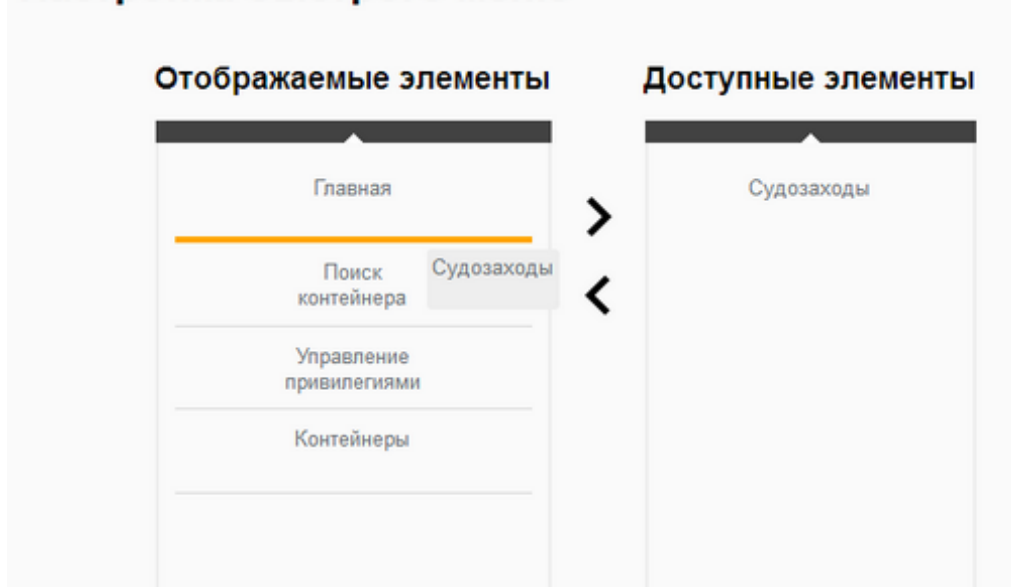 Отображаемые элементы
Доступные элементы
Главная
Судозаходы
Поиск
контейнера
Судозаходы
Управление
привилегиями
Контейнеры